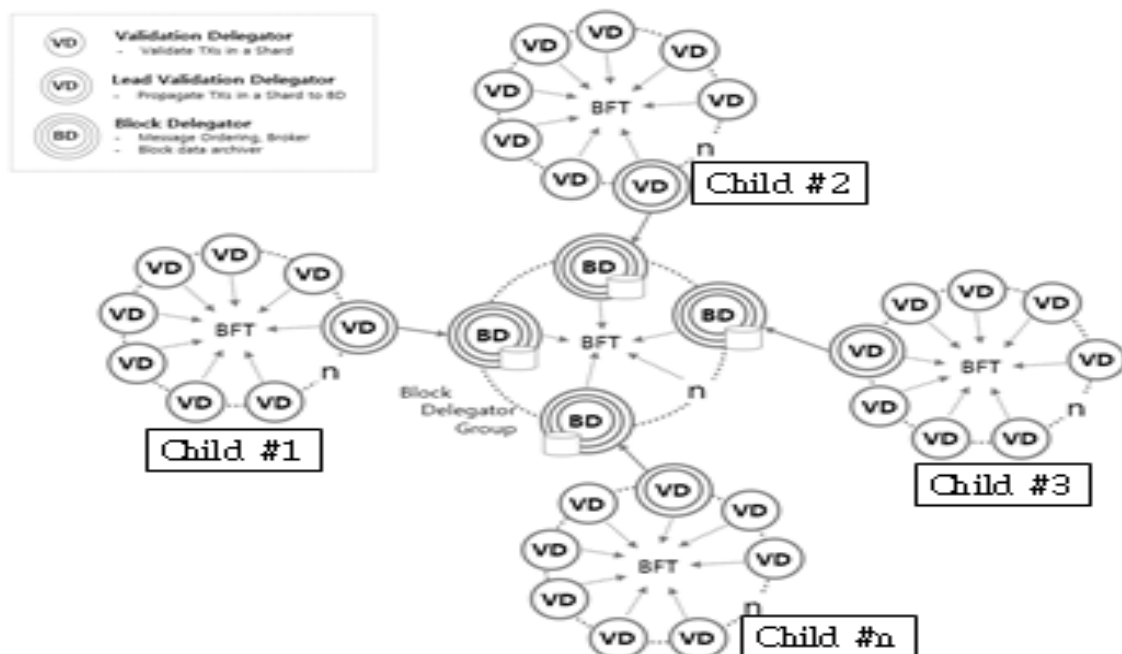 VD
Validation Delegator
- Validate TXs in a Shard
VD
Lead Validation Delegator
- Propagate TXs in a Shard to BD
BD
Block Delegator
- Message Ordering, Broker
- Block data archiver
VD
VD
VD
VD
VD
VD
VD
VD
BFT
n
Child #2
VD
VD
VD
VD
VD
VD
VD
VD
BFT
n
Child #1
BD
BD
BD
BD
BFT
n
Block
Delegator
Group
VD
VD
VD
VD
VD
VD
VD
VD
BFT
n
Child #3
VD
VD
VD
VD
VD
VD
VD
VD
BFT
n
Child #n